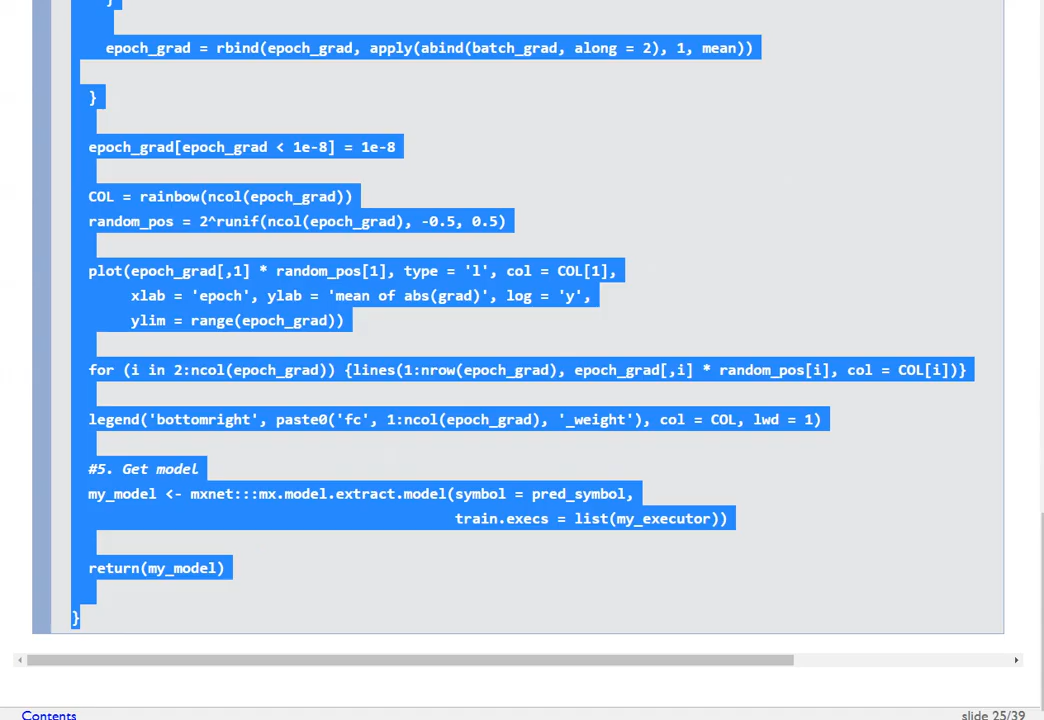 }
epoch_grad = rbind(epoch_grad, apply(abind(batch_grad, along = 2), 1, mean))
}
epoch_grad[epoch_grad < 1e-8] = 1e-8
COL = rainbow(ncol(epoch_grad))
random_pos = 2^runif(ncol(epoch_grad), -0.5, 0.5)
plot(epoch_grad[,1] * random_pos[1], type = 'l', col = COL[1],
xlab = 'epoch', ylab = 'mean of abs(grad)', log = 'y',
ylim = range(epoch_grad))
for (i in 2:ncol(epoch_grad)) {lines(1:nrow(epoch_grad), epoch_grad[,i] * random_pos[i], col = COL[i])}
legend('bottomright', paste0('fc', 1:ncol(epoch_grad), '_weight'), col = COL, lwd = 1)
#5. Get model
my_model <- mxnet:::mx.model.extract.model(symbol = pred_symbol,
train.execs = list(my_executor))
return(my_model)
}
Contents slide 25/39